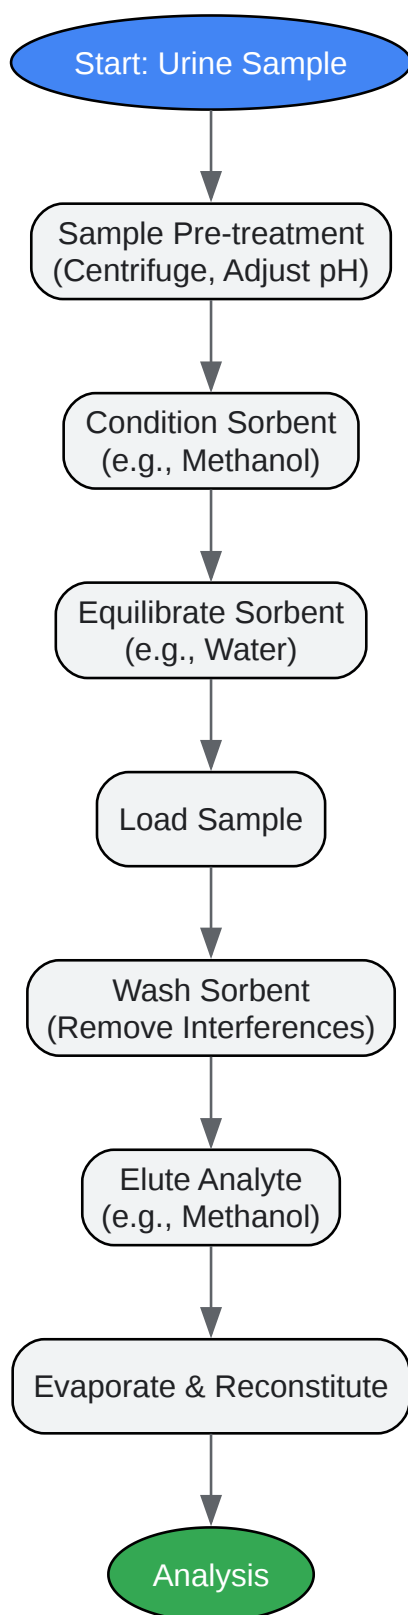 Start: Urine Sample
Sample Pre-treatment
(Centrifuge, Adjust pH)
Condition Sorbent
(e.g., Methanol)
Equilibrate Sorbent
(e.g., Water)
Load Sample
Wash Sorbent
(Remove Interferences)
Elute Analyte
(e.g., Methanol)
Evaporate & Reconstitute
Analysis